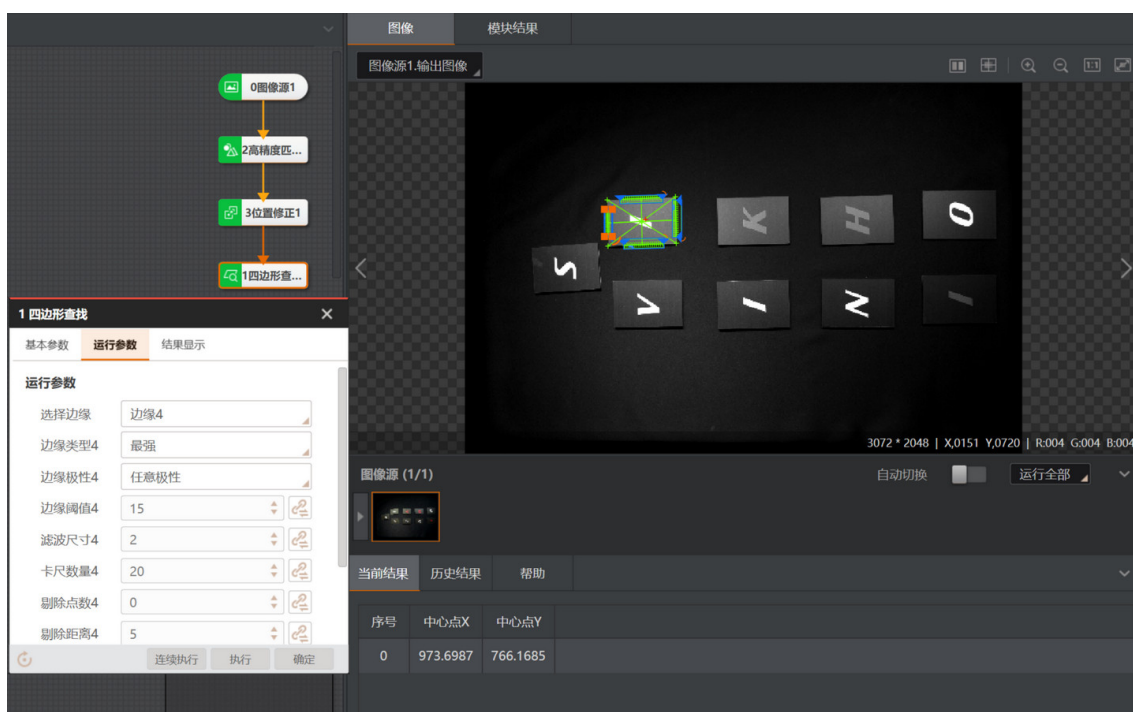 图像
模块结果
图像源1.输出图像
1:1
0图像源1
2高精度匹...
3位置修正1
1四边形查...
K
H
O
S
V
I
N
I
3072 * 2048 | X,0151 Y,0720 | R:004 G:004 B:004
1 四边形查找
基本参数 运行参数 结果显示
运行参数
选择边缘 边缘4
边缘类型4 最强
边缘极性4 任意极性
边缘阈值4 15
滤波尺寸4 2
卡尺数量4 20
剔除点数4 0
剔除距离4 5
连续执行 执行 确定
图像源 (1/1) 自动切换 运行全部
当前结果 历史结果 帮助
序号 中心点X 中心点Y
0 973.6987 766.1685